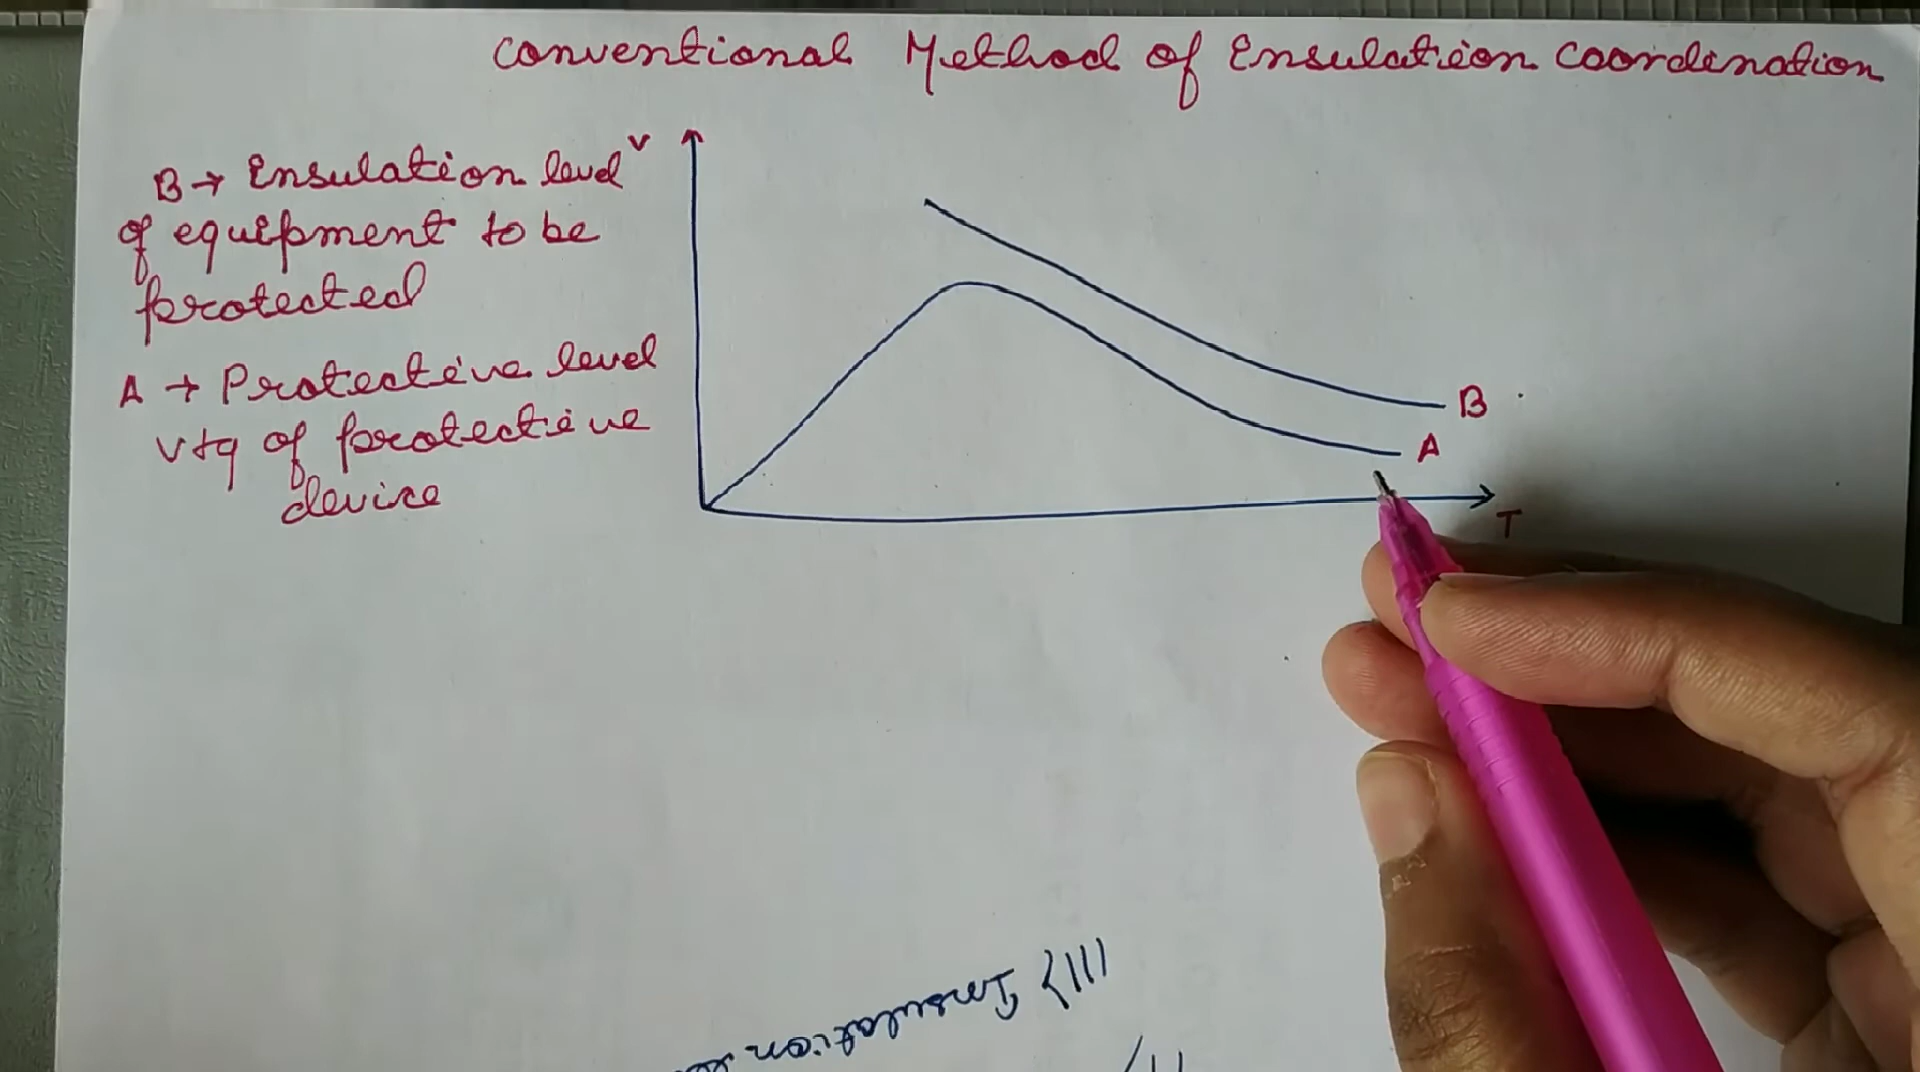 Conventional Method of Insulation Coordination
V
B → Insulation level
of equipment to be
protected
A → Protective level
vtg of protective
device
B
A
T
III) Insulation